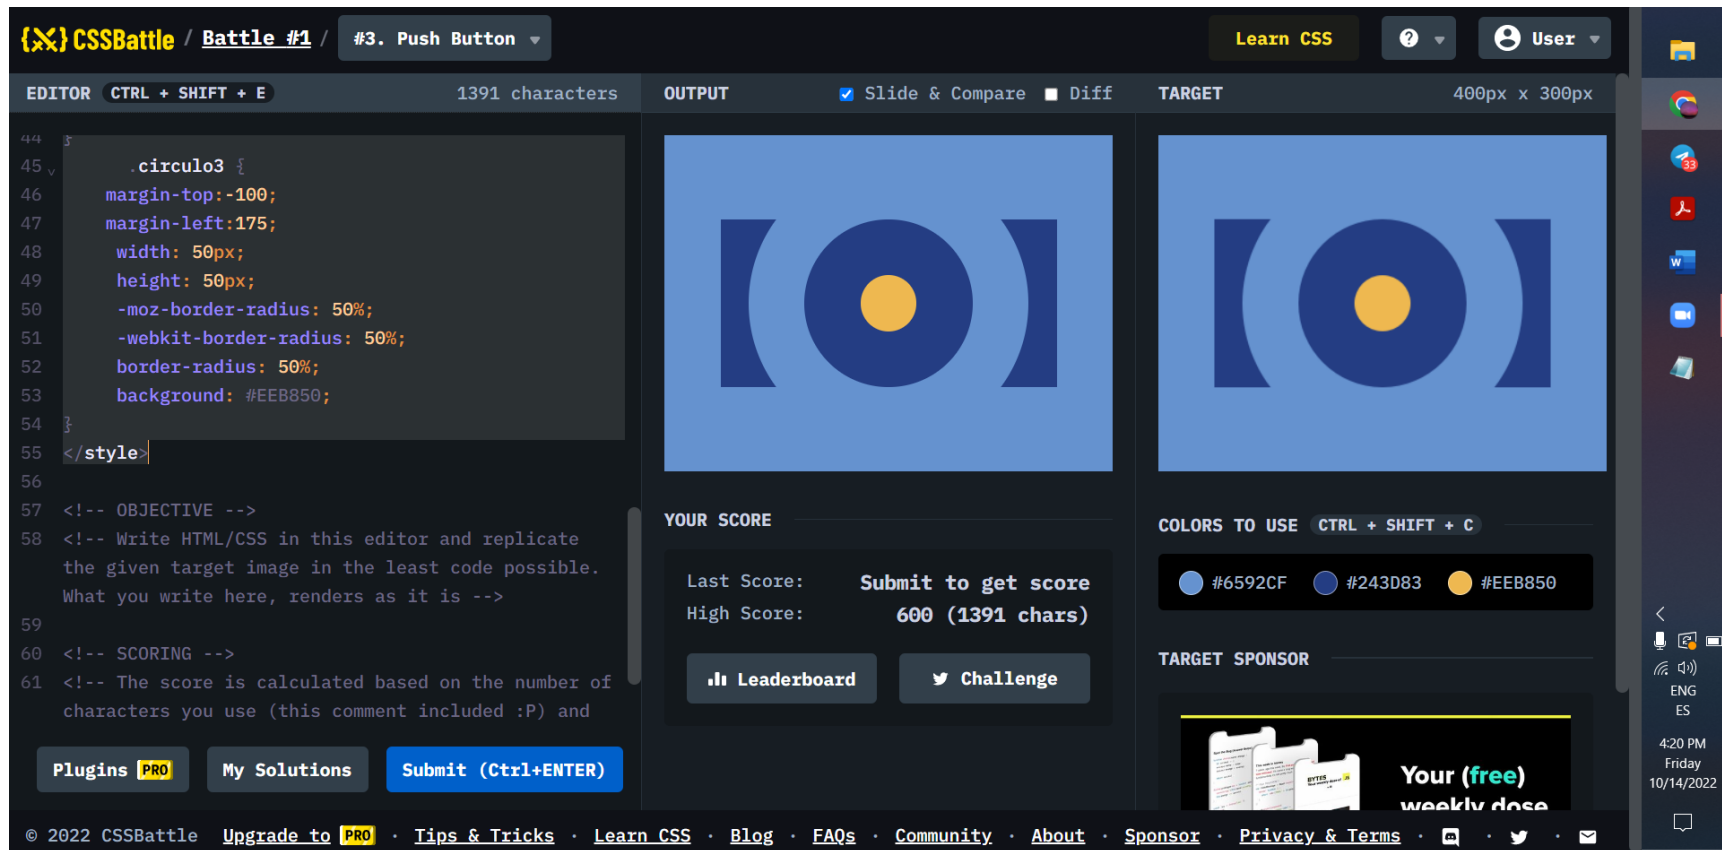 {X} CSSBattle / Battle #1 / #3. Push Button
Learn CSS
?
User
EDITOR CTRL + SHIFT + E 1391 characters
OUTPUT Slide & Compare Diff
TARGET 400px x 300px
44 }
45 .circulo3 {
46 margin-top:-100;
47 margin-left:175;
48 width: 50px;
49 height: 50px;
50 -moz-border-radius: 50%;
51 -webkit-border-radius: 50%;
52 border-radius: 50%;
53 background: #EEB850;
54 }
55 </style>
56
57 <!-- OBJECTIVE -->
58 <!-- Write HTML/CSS in this editor and replicate
the given target image in the least code possible.
What you write here, renders as it is -->
59
60 <!-- SCORING -->
61 <!-- The score is calculated based on the number of
characters you use (this comment included :P) and
Plugins PRO
My Solutions
Submit (Ctrl+ENTER)
YOUR SCORE
Last Score: Submit to get score
High Score: 600 (1391 chars)
Leaderboard
Challenge
COLORS TO USE CTRL + SHIFT + C
#6592CF #243D83 #EEB850
TARGET SPONSOR
BYTES
Your (free)
weekly dose
© 2022 CSSBattle Upgrade to PRO · Tips & Tricks · Learn CSS · Blog · FAQs · Community · About · Sponsor · Privacy & Terms · · ·
33
W
ENG
ES
4:20 PM
Friday
10/14/2022